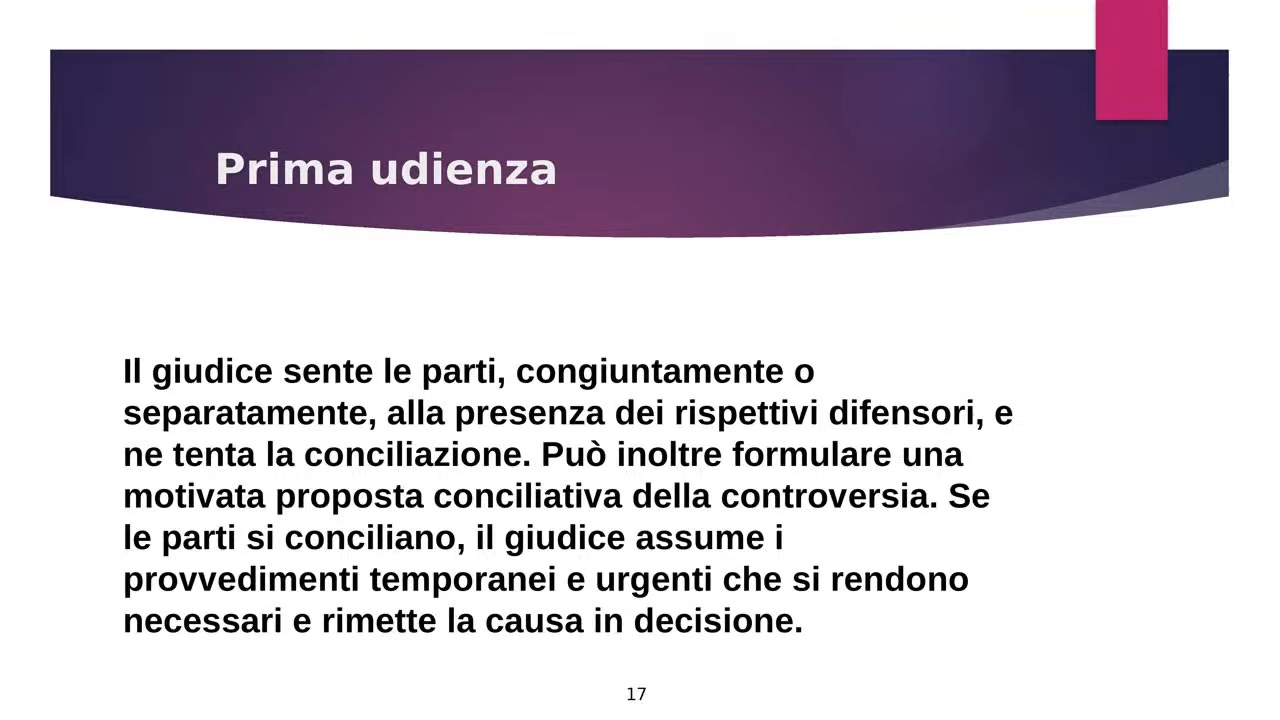 Prima udienza
Il giudice sente le parti, congiuntamente o
separatamente, alla presenza dei rispettivi difensori, e
ne tenta la conciliazione. Può inoltre formulare una
motivata proposta conciliativa della controversia. Se
le parti si conciliano, il giudice assume i
provvedimenti temporanei e urgenti che si rendono
necessari e rimette la causa in decisione.
17